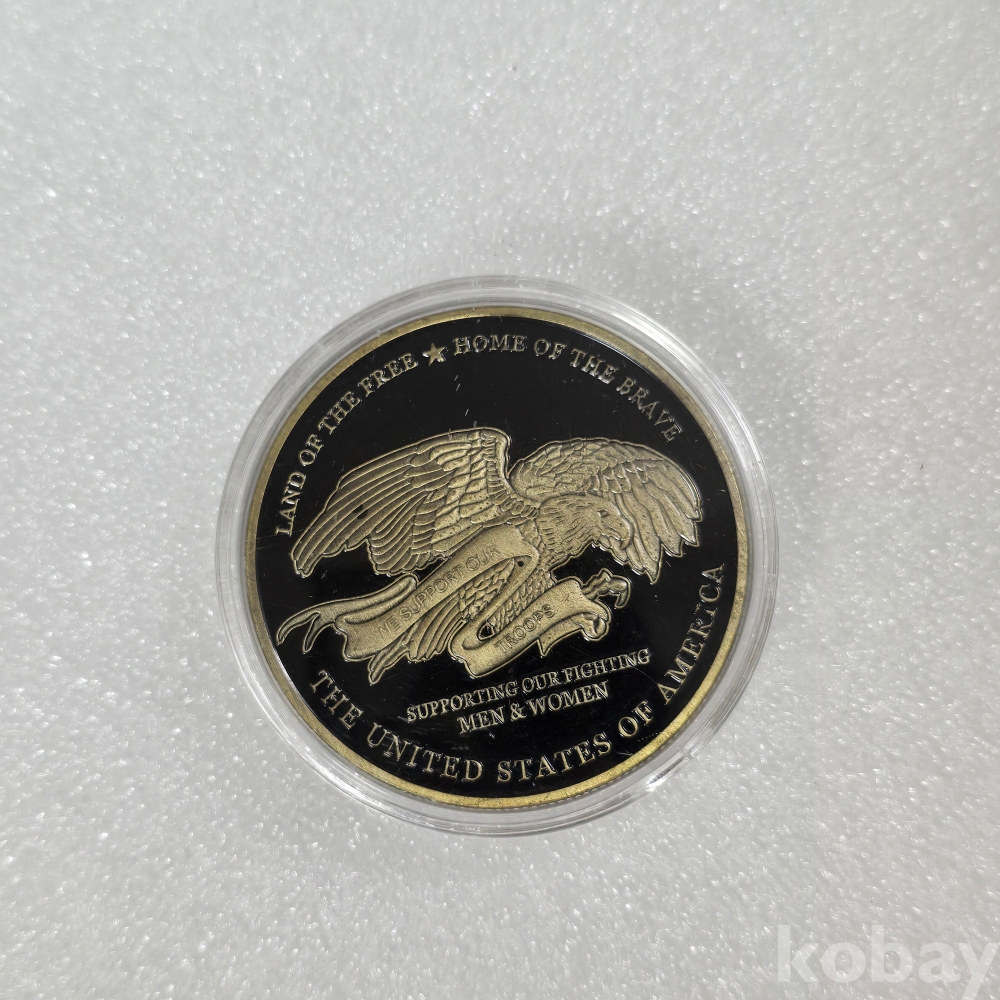 LAND OF THE FREE ★ HOME OF THE BRAVE
WE SUPPORT OUR
TROOPS
SUPPORTING OUR FIGHTING
MEN & WOMEN
THE UNITED STATES OF AMERICA
kobay